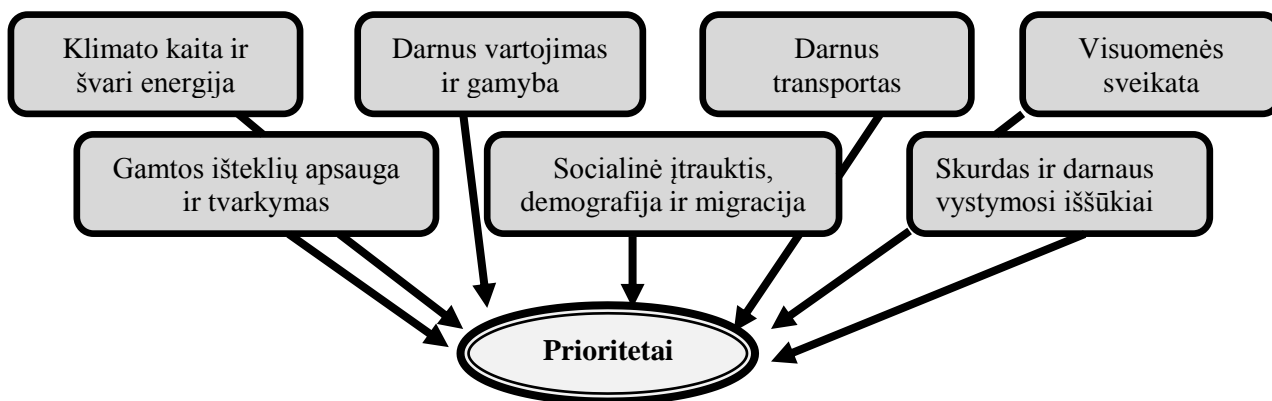 Klimato kaita ir
švari energija
Darnus vartojimas
ir gamyba
Darnus
transportas
Visuomenės
sveikata
Gamtos išteklių apsauga
ir tvarkymas
Socialinė įtrauktis,
demografija ir migracija
Skurdas ir darnaus
vystymosi iššūkiai
Prioritetai